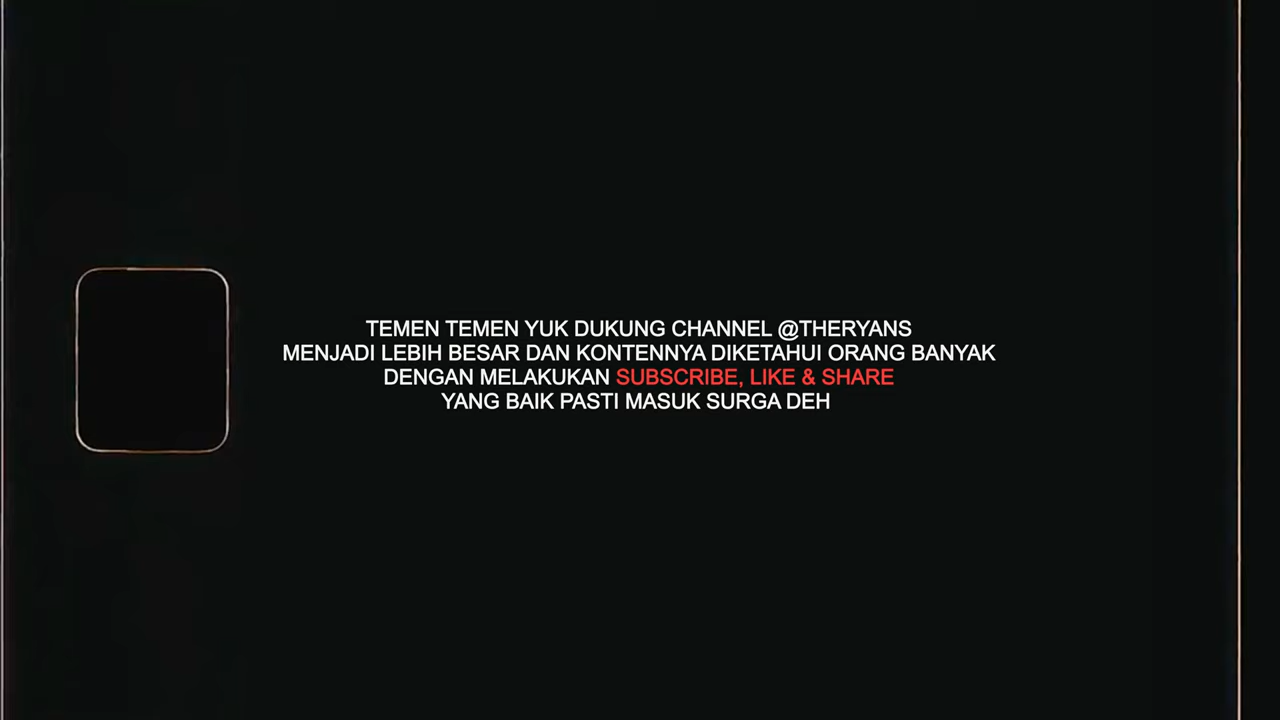 TEMEN TEMEN YUK DUKUNG CHANNEL @THERYANS
MENJADI LEBIH BESAR DAN KONTENNYA DIKETAHUI ORANG BANYAK
DENGAN MELAKUKAN SUBSCRIBE, LIKE & SHARE
YANG BAIK PASTI MASUK SURGA DEH